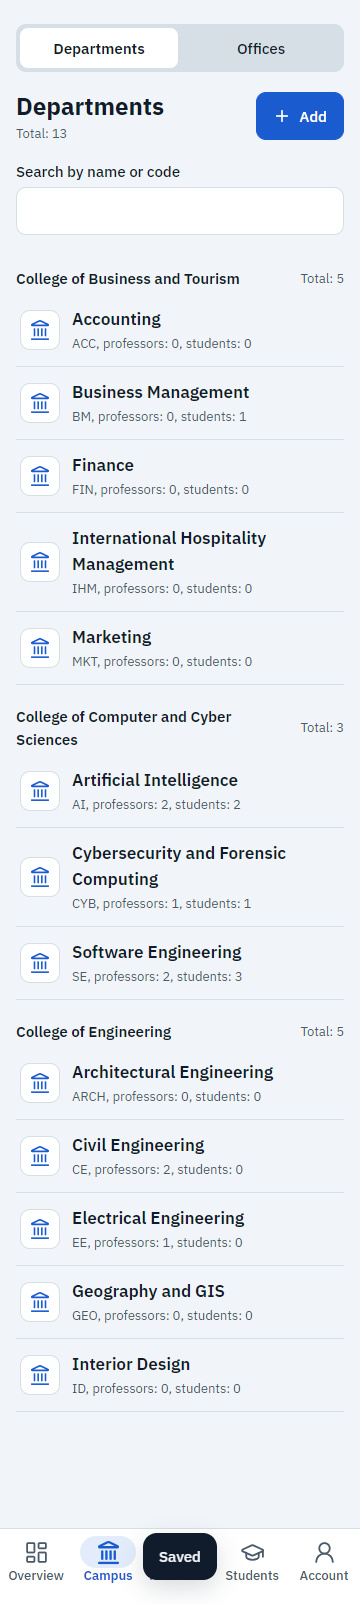 Departments
Offices
Departments
Total: 13
Add
Search by name or code
College of Business and Tourism
Total: 5
Accounting
ACC, professors: 0, students: 0
Business Management
BM, professors: 0, students: 1
Finance
FIN, professors: 0, students: 0
International Hospitality
Management
IHM, professors: 0, students: 0
Marketing
MKT, professors: 0, students: 0
College of Computer and Cyber
Sciences
Total: 3
Artificial Intelligence
AI, professors: 2, students: 2
Cybersecurity and Forensic
Computing
CYB, professors: 1, students: 1
Software Engineering
SE, professors: 2, students: 3
College of Engineering
Total: 5
Architectural Engineering
ARCH, professors: 0, students: 0
Civil Engineering
CE, professors: 2, students: 0
Electrical Engineering
EE, professors: 1, students: 0
Geography and GIS
GEO, professors: 0, students: 0
Interior Design
ID, professors: 0, students: 0
Saved
Overview
Campus
Students
Account